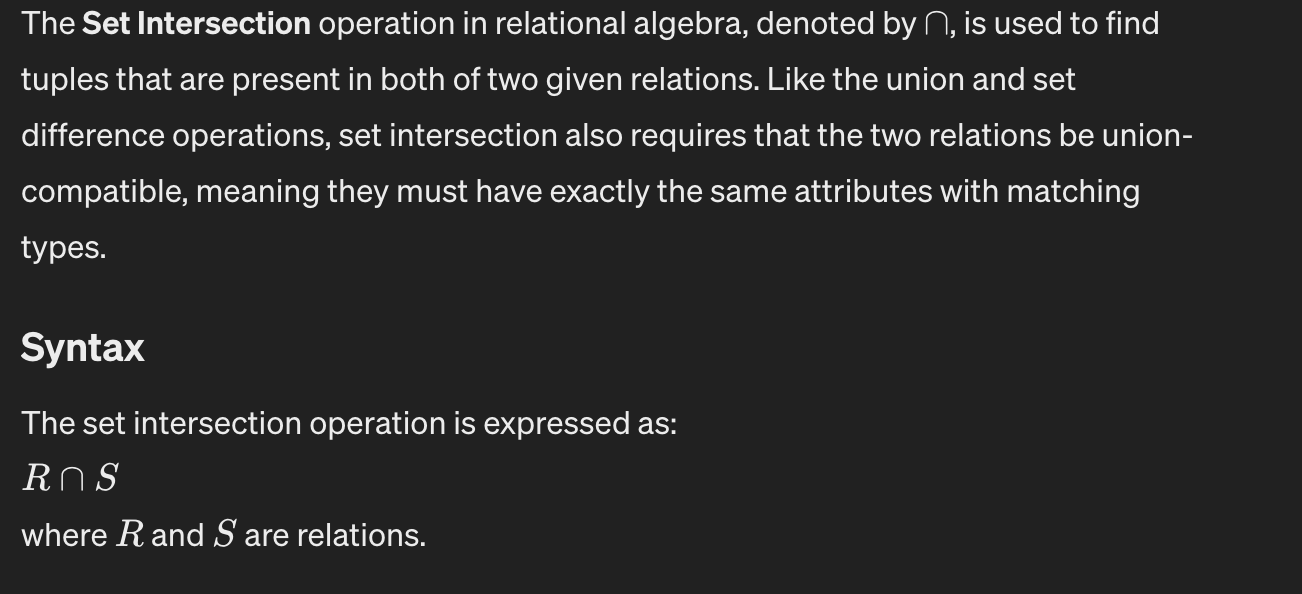 The Set Intersection operation in relational algebra, denoted by ∩, is used to find
tuples that are present in both of two given relations. Like the union and set
difference operations, set intersection also requires that the two relations be union-
compatible, meaning they must have exactly the same attributes with matching
types.
Syntax
The set intersection operation is expressed as:
R ∩ S
where R and S are relations.